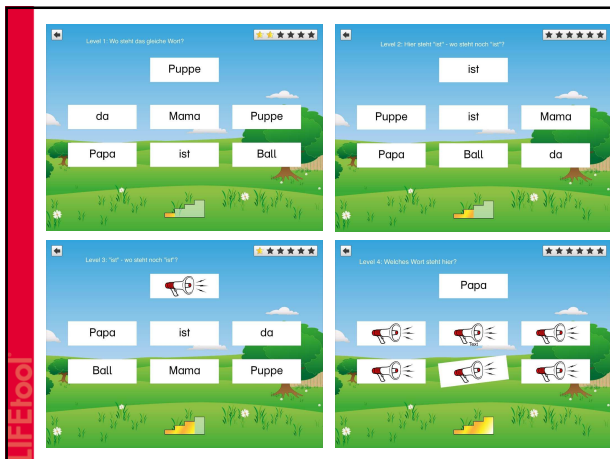 Level 1: Wo steht das gleiche Wort?
Puppe
da Mama Puppe
Papa ist Ball
Level 2: Hier steht "ist" - wo steht noch "ist"?
ist
Puppe ist Mama
Papa Ball da
Level 3: "ist" - wo steht noch "ist"?
Papa ist da
Ball Mama Puppe
Level 4: Welches Wort steht hier?
Papa
Text
LIFEtool